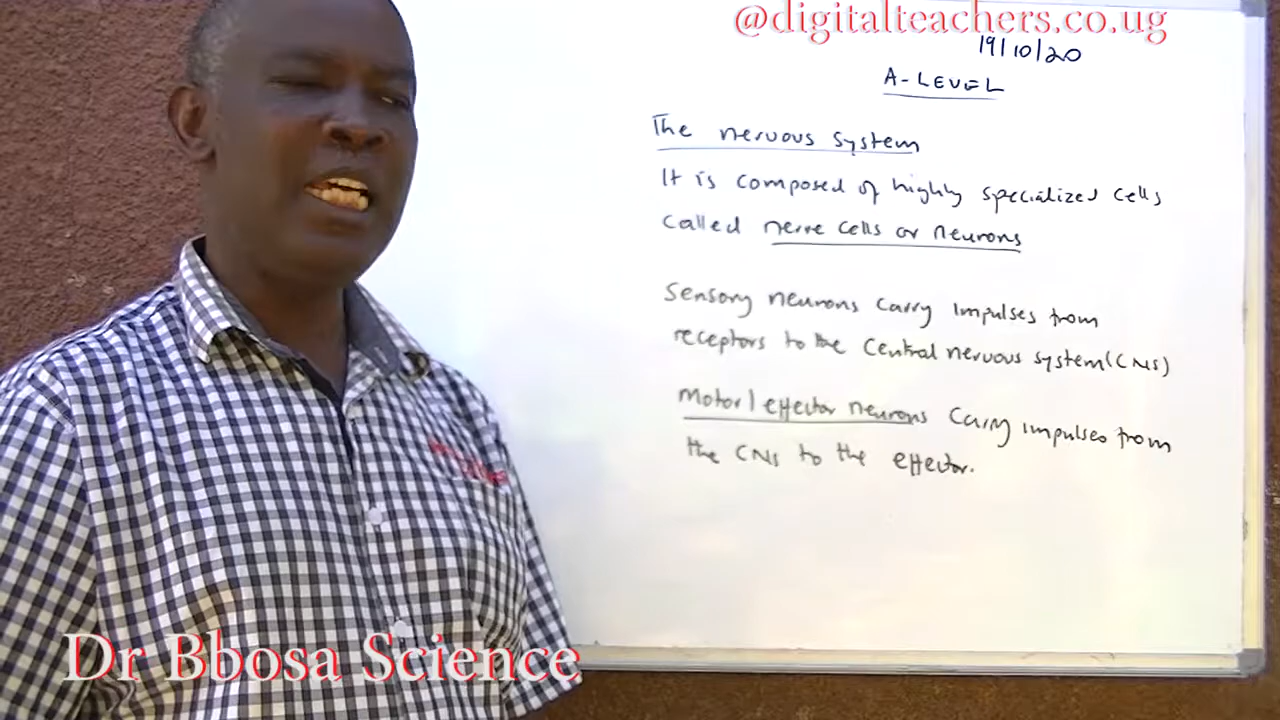 @digitalteachers.co.ug
19/10/20
A-LEVEL
The nervous system
It is composed of highly specialized cells
called nerve cells or neurons
Sensory neurons carry impulses from
receptors to the central nervous system (CNS)
Motor/effector neurons carry impulses from
the CNS to the effector.
Dr Bbosa Science